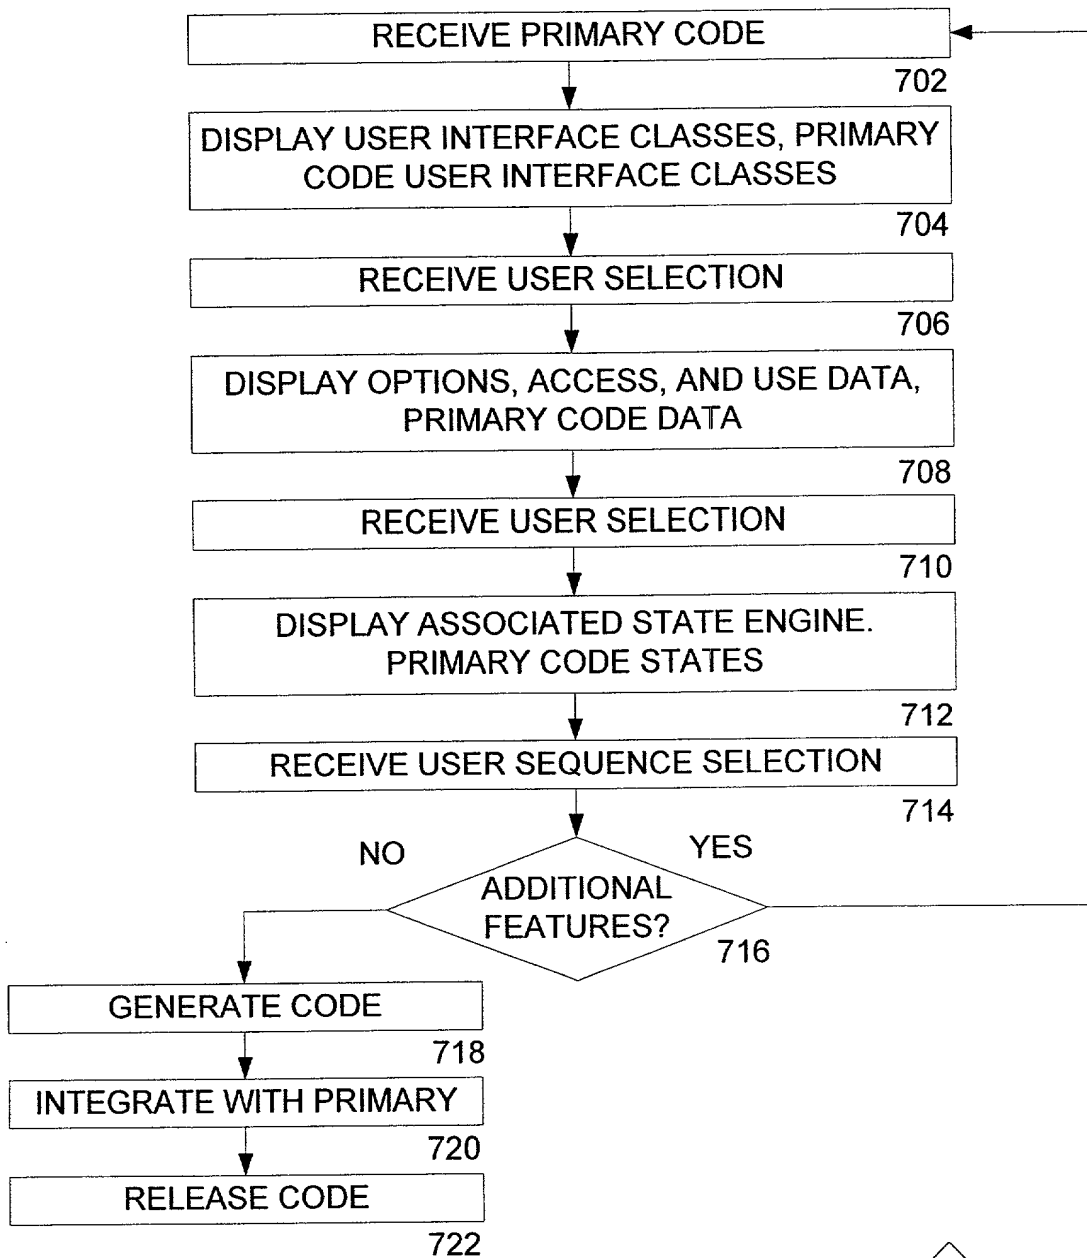 RECEIVE PRIMARY CODE
702
DISPLAY USER INTERFACE CLASSES, PRIMARY
CODE USER INTERFACE CLASSES
704
RECEIVE USER SELECTION
706
DISPLAY OPTIONS, ACCESS, AND USE DATA,
PRIMARY CODE DATA
708
RECEIVE USER SELECTION
710
DISPLAY ASSOCIATED STATE ENGINE.
PRIMARY CODE STATES
712
RECEIVE USER SEQUENCE SELECTION
714
NO
YES
ADDITIONAL
FEATURES?
716
GENERATE CODE
718
INTEGRATE WITH PRIMARY
720
RELEASE CODE
722